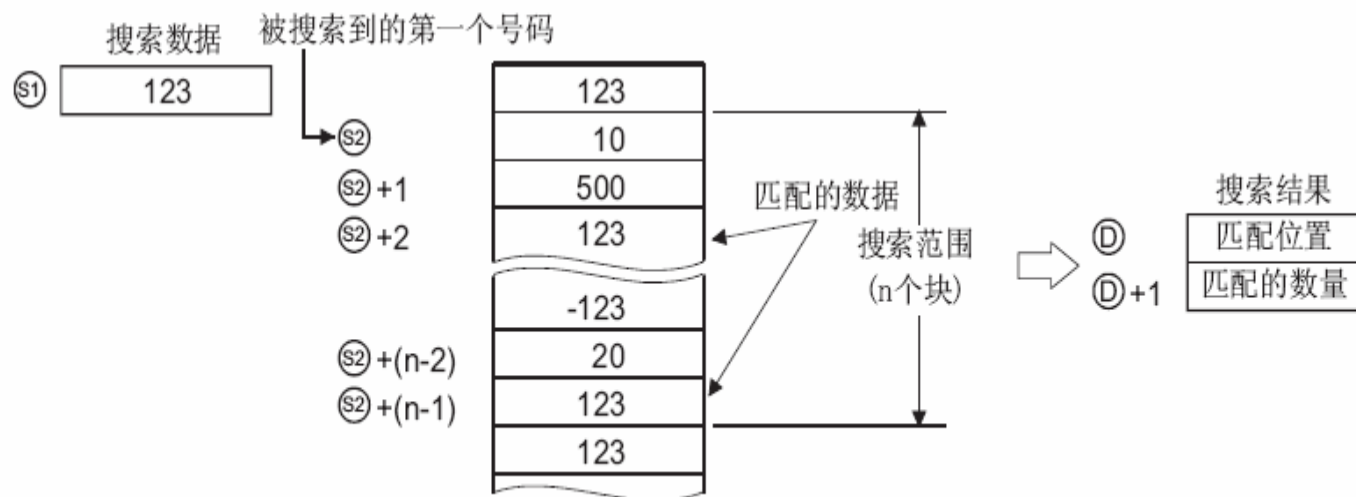 搜索数据
被搜索到的第一个号码
S1 123
123
S2 10
S2+1 500
S2+2 123
-123
S2+(n-2) 20
S2+(n-1) 123
123
匹配的数据
搜索范围
(n个块)
搜索结果
D 匹配位置
D+1 匹配的数量